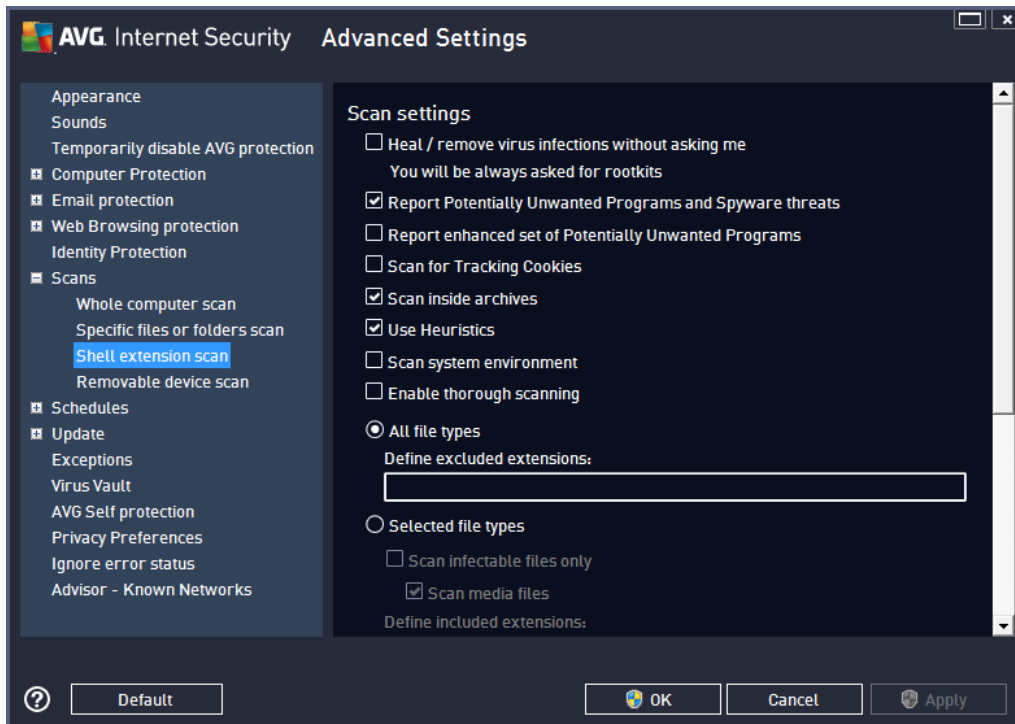 AVG. Internet Security Advanced Settings
Appearance
Sounds
Temporarily disable AVG protection
Computer Protection
Email protection
Web Browsing protection
Identity Protection
Scans
Whole computer scan
Specific files or folders scan
Shell extension scan
Removable device scan
Schedules
Update
Exceptions
Virus Vault
AVG Self protection
Privacy Preferences
Ignore error status
Advisor - Known Networks
Scan settings
Heal / remove virus infections without asking me
You will be always asked for rootkits
Report Potentially Unwanted Programs and Spyware threats
Report enhanced set of Potentially Unwanted Programs
Scan for Tracking Cookies
Scan inside archives
Use Heuristics
Scan system environment
Enable thorough scanning
All file types
Define excluded extensions:
Selected file types
Scan infectable files only
Scan media files
Define included extensions:
? Default OK Cancel Apply